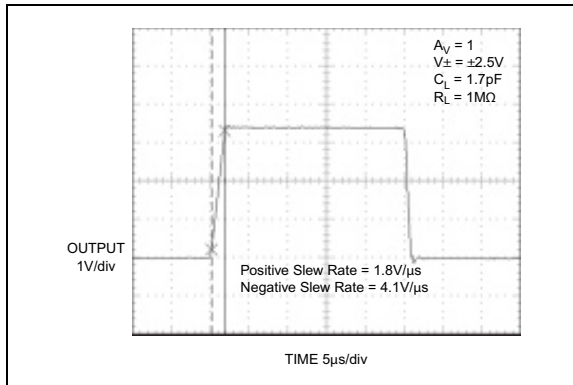 A_V = 1
V± = ±2.5V
C_L = 1.7pF
R_L = 1MΩ
OUTPUT
1V/div
Positive Slew Rate = 1.8V/μs
Negative Slew Rate = 4.1V/μs
TIME 5μs/div